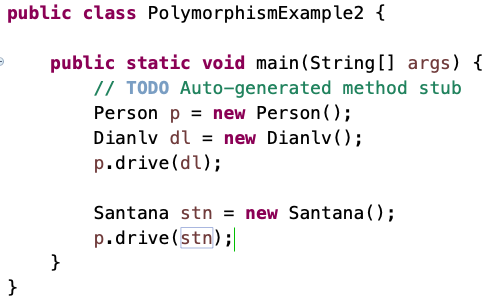 public class PolymorphismExample2 {
public static void main(String[] args) {
// TODO Auto-generated method stub
Person p = new Person();
Dianlv dl = new Dianlv();
p.drive(dl);
Santana stn = new Santana();
p.drive(stn);
}
}